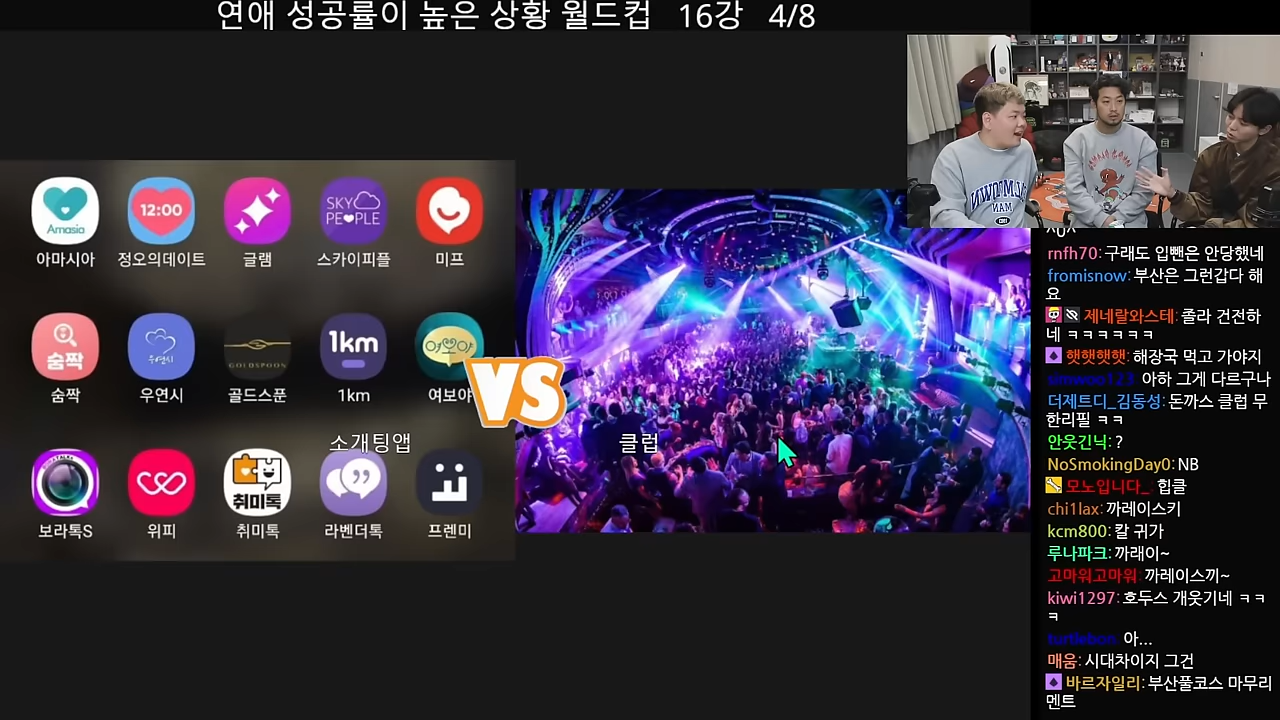 연애 성공률이 높은 상황 월드컵 16강 4/8
Amasia
12:00
SKY
PE♥PLE
아마시아
정오의데이트
글램
스카이피플
미프
숨짝
우연시
GOLDSPOON
1km
여보야
숨짝
우연시
골드스푼
1km
여보야
VS
소개팅앱
클럽
취미톡
보라톡S
위피
취미톡
라벤더톡
프렌미
rnfh70: 구래도 입뺀은 안당했네
fromisnow: 부산은 그런갑다 해
요
제네랄와스테: 졸라 건전하
네 ㅋㅋㅋㅋㅋㅋ
햇햇햇햇: 해장국 먹고 가야지
simwoo123: 아하 그게 다르구나
더제트디_김동성: 돈까스 클럽 무
한리필 ㅋㅋ
안웃긴닉: ?
NoSmokingDay0: NB
모노입니다_: 힙클
chi1lax: 까레이스키
kcm800: 칼 귀가
루나파크: 까래이~
고마워고마워: 까레이스끼~
kiwi1297: 호두스 개웃기네 ㅋㅋ
ㅋ
turtlebon: 아...
매움: 시대차이지 그건
바르자일리: 부산풀코스 마무리
멘트